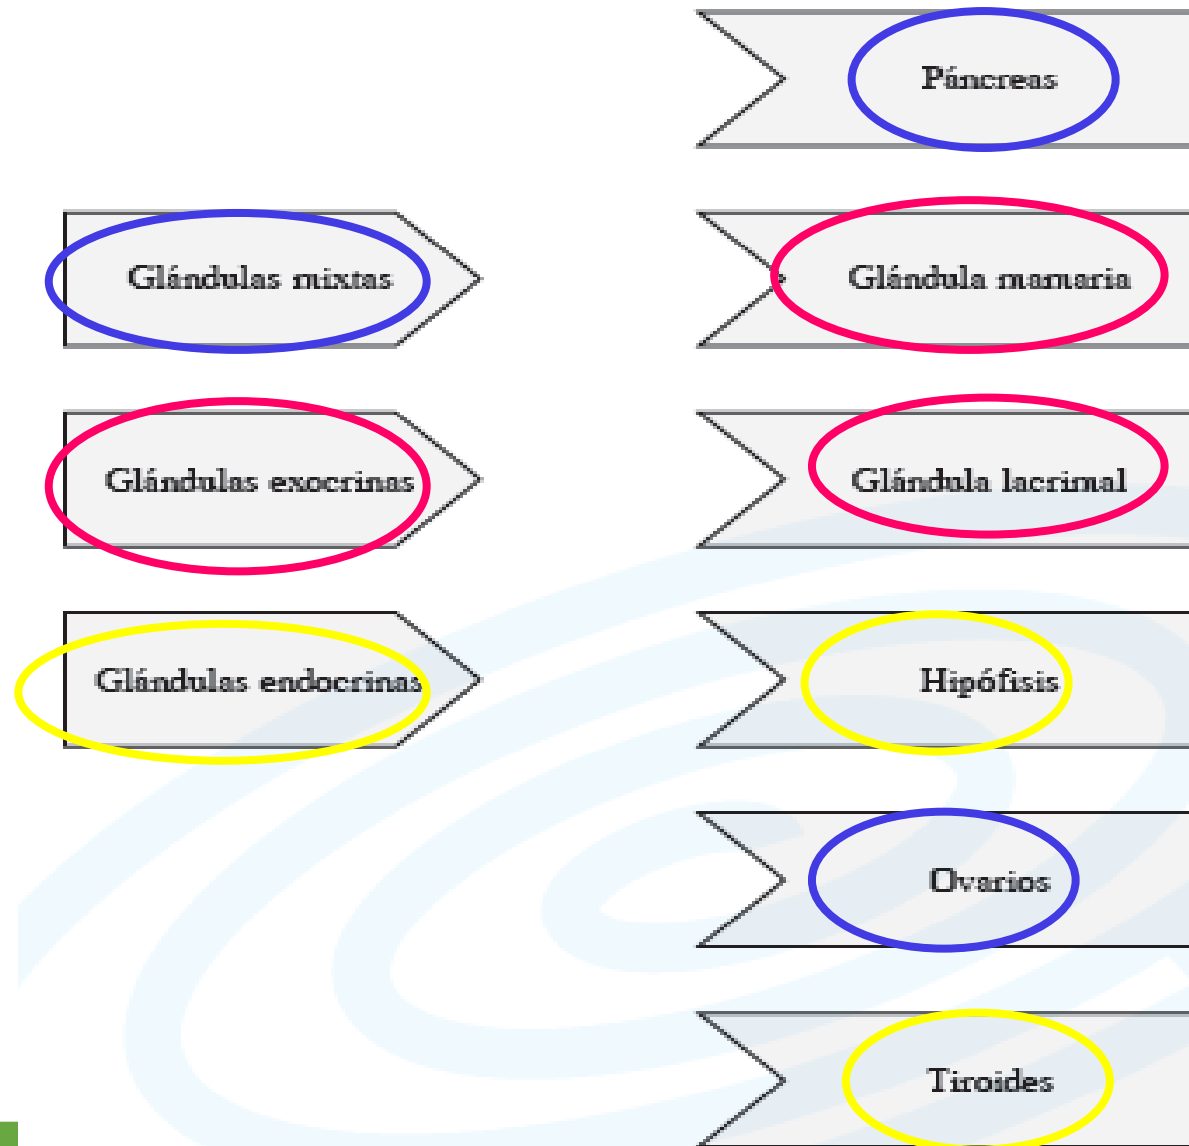 Páncreas
Glándulas mixtas
Glándula mamaria
Glándulas exocrinas
Glándula lacrimal
Glándulas endocrinas
Hipófisis
Ovarios
Tiroides